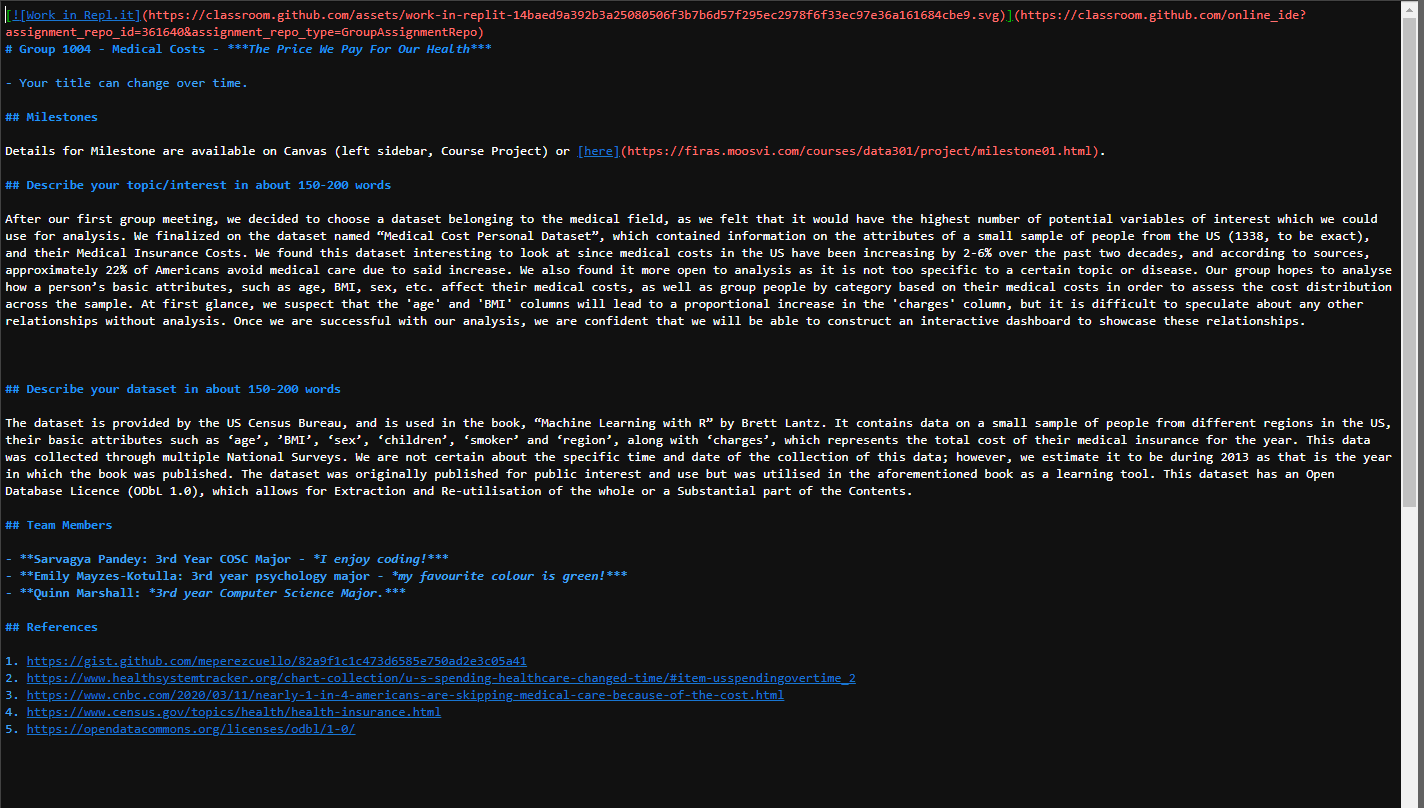 [![Work in Repl.it](https://classroom.github.com/assets/work-in-replit-14baed9a392b3a25080506f3b7b6d57f295ec2978f6f33ec97e36a161684cbe9.svg)](https://classroom.github.com/online_ide?
assignment_repo_id=361640&assignment_repo_type=GroupAssignmentRepo)
# Group 1004 - Medical Costs - ***The Price We Pay For Our Health***
- Your title can change over time.
## Milestones
Details for Milestone are available on Canvas (left sidebar, Course Project) or [here](https://firas.moosvi.com/courses/data301/project/milestone01.html).
## Describe your topic/interest in about 150-200 words
After our first group meeting, we decided to choose a dataset belonging to the medical field, as we felt that it would have the highest number of potential variables of interest which we could
use for analysis. We finalized on the dataset named “Medical Cost Personal Dataset”, which contained information on the attributes of a small sample of people from the US (1338, to be exact),
and their Medical Insurance Costs. We found this dataset interesting to look at since medical costs in the US have been increasing by 2-6% over the past two decades, and according to sources,
approximately 22% of Americans avoid medical care due to said increase. We also found it more open to analysis as it is not too specific to a certain topic or disease. Our group hopes to analyse
how a person’s basic attributes, such as age, BMI, sex, etc. affect their medical costs, as well as group people by category based on their medical costs in order to assess the cost distribution
across the sample. At first glance, we suspect that the 'age' and 'BMI' columns will lead to a proportional increase in the 'charges' column, but it is difficult to speculate about any other
relationships without analysis. Once we are successful with our analysis, we are confident that we will be able to construct an interactive dashboard to showcase these relationships.
## Describe your dataset in about 150-200 words
The dataset is provided by the US Census Bureau, and is used in the book, “Machine Learning with R” by Brett Lantz. It contains data on a small sample of people from different regions in the US,
their basic attributes such as ‘age’, ’BMI’, ‘sex’, ‘children’, ‘smoker’ and ‘region’, along with ‘charges’, which represents the total cost of their medical insurance for the year. This data
was collected through multiple National Surveys. We are not certain about the specific time and date of the collection of this data; however, we estimate it to be during 2013 as that is the year
in which the book was published. The dataset was originally published for public interest and use but was utilised in the aforementioned book as a learning tool. This dataset has an Open
Database Licence (ODbL 1.0), which allows for Extraction and Re-utilisation of the whole or a Substantial part of the Contents.
## Team Members
- **Sarvagya Pandey: 3rd Year COSC Major - *I enjoy coding!***
- **Emily Mayzes-Kotulla: 3rd year psychology major - *my favourite colour is green!***
- **Quinn Marshall: *3rd year Computer Science Major.***
## References
1. https://gist.github.com/meperezcuello/82a9f1c1c473d6585e750ad2e3c05a41
2. https://www.healthsystemtracker.org/chart-collection/u-s-spending-healthcare-changed-time/#item-usspendingovertime_2
3. https://www.cnbc.com/2020/03/11/nearly-1-in-4-americans-are-skipping-medical-care-because-of-the-cost.html
4. https://www.census.gov/topics/health/health-insurance.html
5. https://opendatacommons.org/licenses/odbl/1-0/